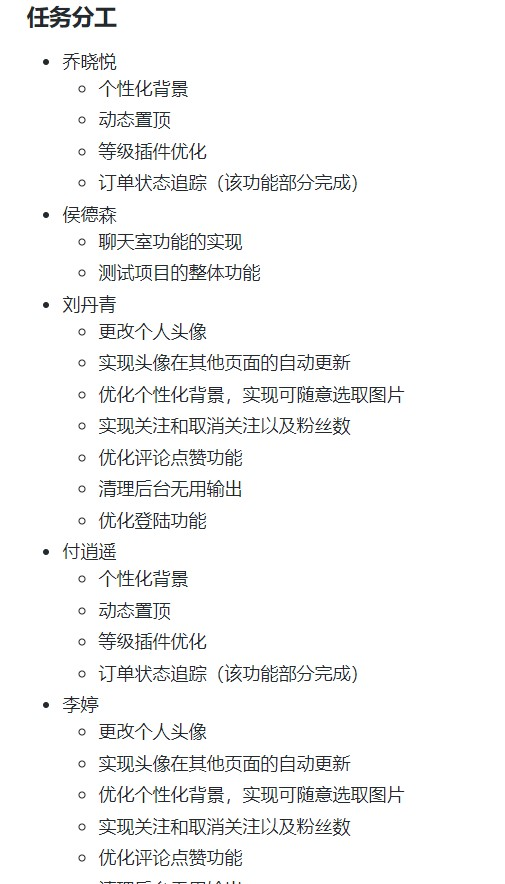 任务分工
乔晓悦
个性化背景
动态置顶
等级插件优化
订单状态追踪（该功能部分完成）
侯德森
聊天室功能的实现
测试项目的整体功能
刘丹青
更改个人头像
实现头像在其他页面的自动更新
优化个性化背景，实现可随意选取图片
实现关注和取消关注以及粉丝数
优化评论点赞功能
清理后台无用输出
优化登陆功能
付逍遥
个性化背景
动态置顶
等级插件优化
订单状态追踪（该功能部分完成）
李婷
更改个人头像
实现头像在其他页面的自动更新
优化个性化背景，实现可随意选取图片
实现关注和取消关注以及粉丝数
优化评论点赞功能